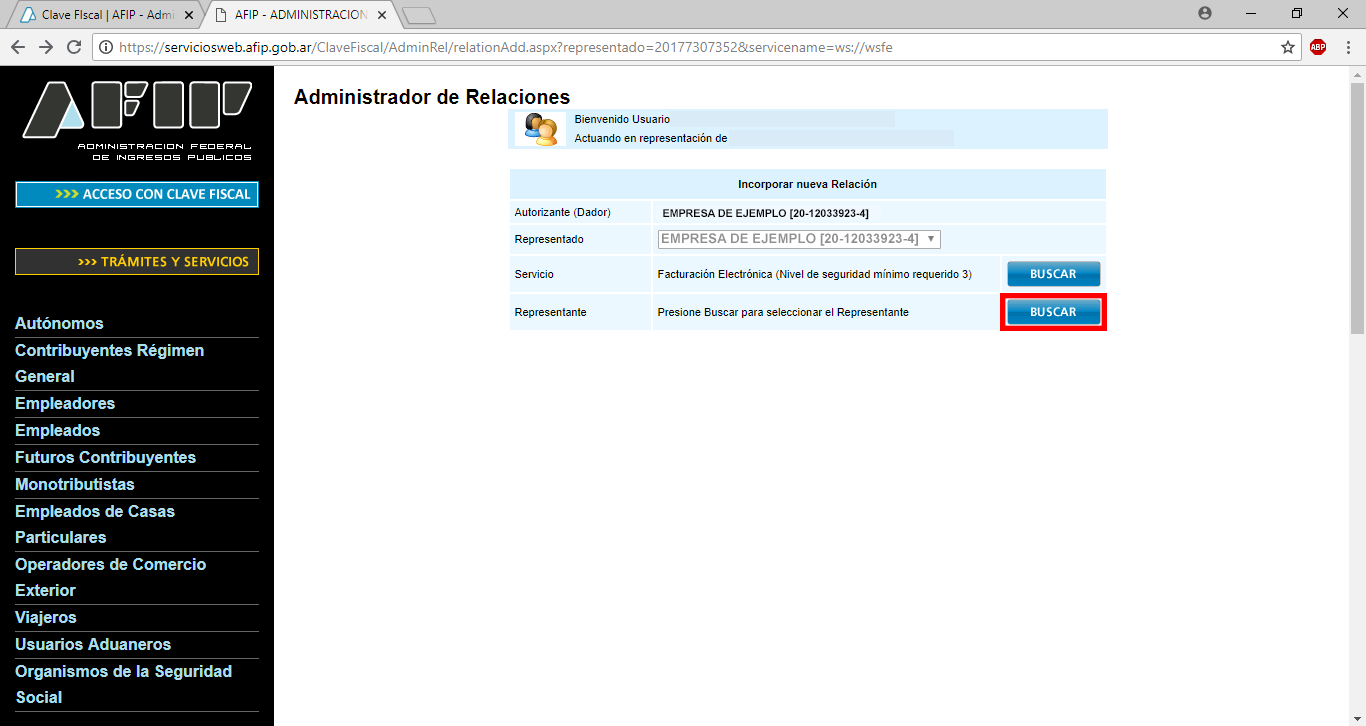 Clave FIscal | AFIP - Admi
AFIP - ADMINISTRACION
https://serviciosweb.afip.gob.ar/ClaveFiscal/AdminRel/relationAdd.aspx?representado=20177307352&servicename=ws://wsfe
ABP
AFIP
ADMINISTRACION FEDERAL
DE INGRESOS PUBLICOS
>>> ACCESO CON CLAVE FISCAL
>>> TRÁMITES Y SERVICIOS
Autónomos
Contribuyentes Régimen
General
Empleadores
Empleados
Futuros Contribuyentes
Monotributistas
Empleados de Casas
Particulares
Operadores de Comercio
Exterior
Viajeros
Usuarios Aduaneros
Organismos de la Seguridad
Social
Administrador de Relaciones
Bienvenido Usuario
Actuando en representación de
Incorporar nueva Relación
Autorizante (Dador) EMPRESA DE EJEMPLO [20-12033923-4]
Representado EMPRESA DE EJEMPLO [20-12033923-4]
Servicio Facturación Electrónica (Nivel de seguridad mínimo requerido 3) BUSCAR
Representante Presione Buscar para seleccionar el Representante BUSCAR